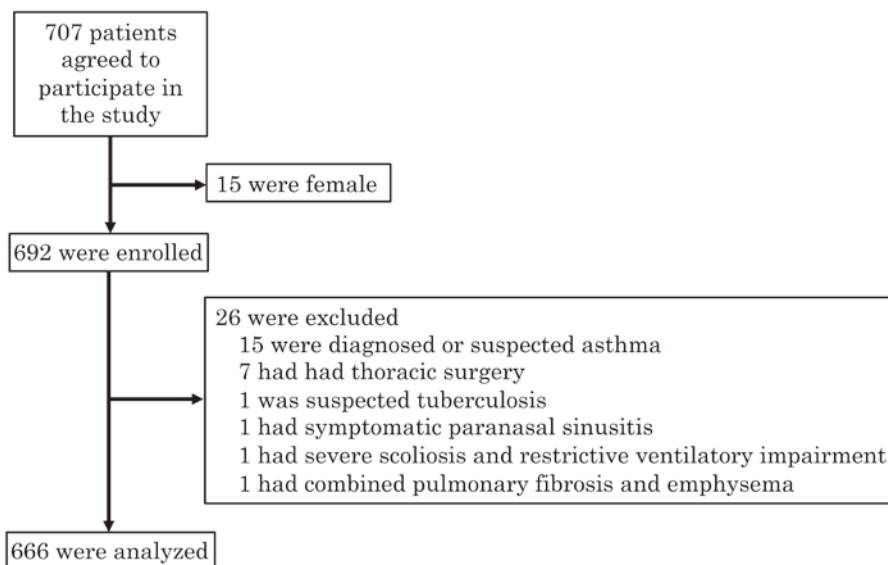 707 patients
agreed to
participate in
the study
15 were female
692 were enrolled
26 were excluded
15 were diagnosed or suspected asthma
7 had had thoracic surgery
1 was suspected tuberculosis
1 had symptomatic paranasal sinusitis
1 had severe scoliosis and restrictive ventilatory impairment
1 had combined pulmonary fibrosis and emphysema
666 were analyzed